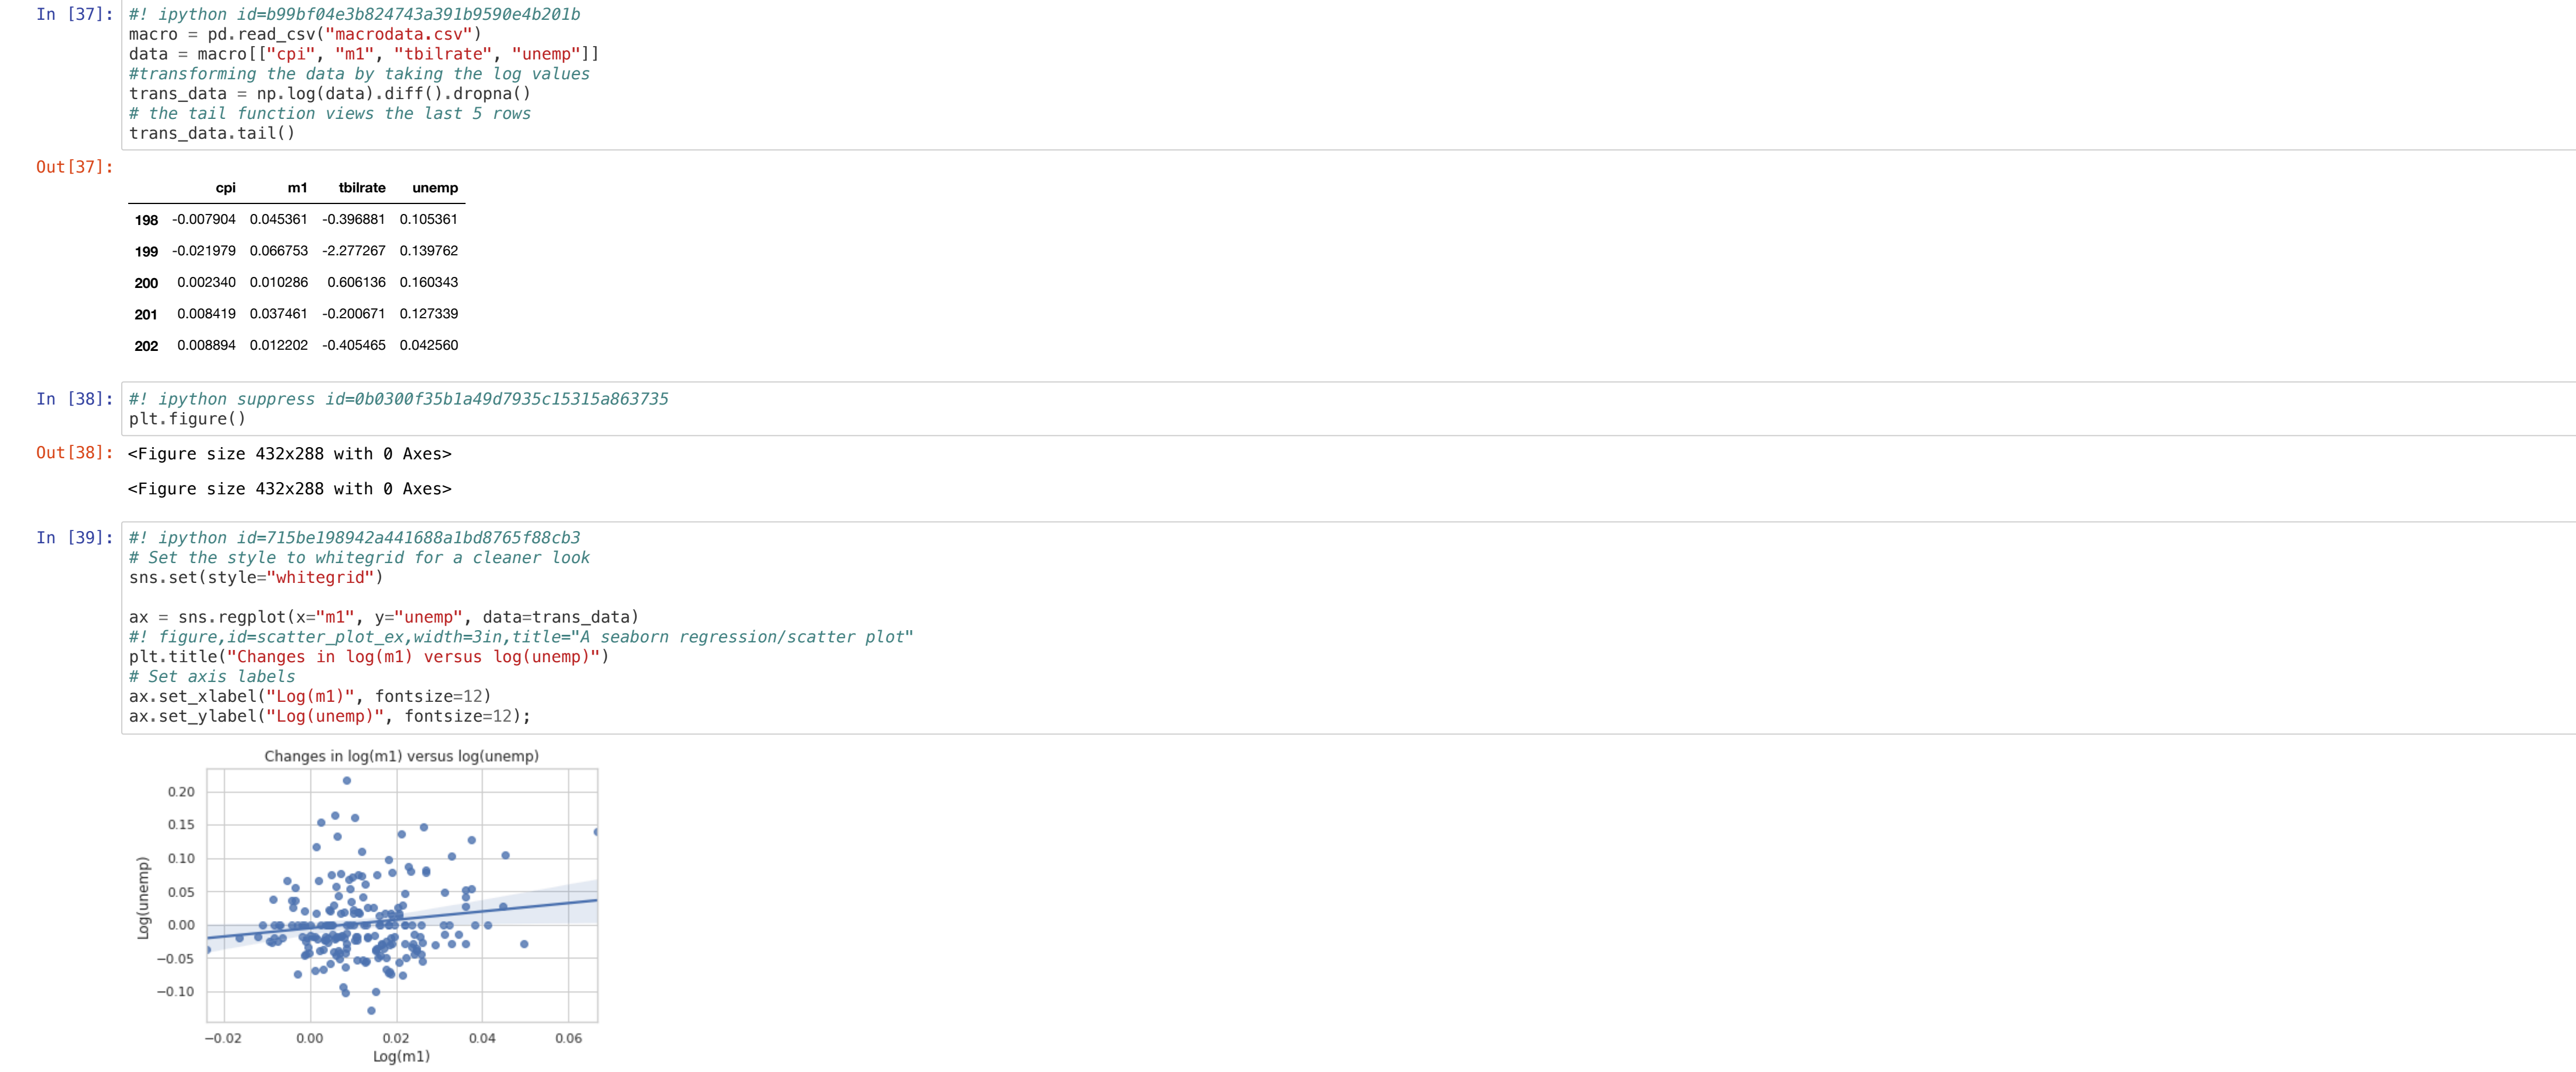 In [37]: #! ipython id=b99bf04e3b824743a391b9590e4b201b
macro = pd.read_csv("macrodata.csv")
data = macro[["cpi", "m1", "tbilrate", "unemp"]]
#transforming the data by taking the log values
trans_data = np.log(data).diff().dropna()
# the tail function views the last 5 rows
trans_data.tail()
Out[37]:
cpi m1 tbilrate unemp
198 -0.007904 0.045361 -0.396881 0.105361
199 -0.021979 0.066753 -2.277267 0.139762
200 0.002340 0.010286 0.606136 0.160343
201 0.008419 0.037461 -0.200671 0.127339
202 0.008894 0.012202 -0.405465 0.042560
In [38]: #! ipython suppress id=0b0300f35b1a49d7935c15315a863735
plt.figure()
Out[38]: <Figure size 432x288 with 0 Axes>
<Figure size 432x288 with 0 Axes>
In [39]: #! ipython id=715be198942a441688a1bd8765f88cb3
# Set the style to whitegrid for a cleaner look
sns.set(style="whitegrid")
ax = sns.regplot(x="m1", y="unemp", data=trans_data)
#! figure,id=scatter_plot_ex,width=3in,title="A seaborn regression/scatter plot"
plt.title("Changes in log(m1) versus log(unemp)")
# Set axis labels
ax.set_xlabel("Log(m1)", fontsize=12)
ax.set_ylabel("Log(unemp)", fontsize=12);
Changes in log(m1) versus log(unemp)
Log(unemp)
0.20
0.15
0.10
0.05
0.00
−0.05
−0.10
−0.02 0.00 0.02 0.04 0.06
Log(m1)